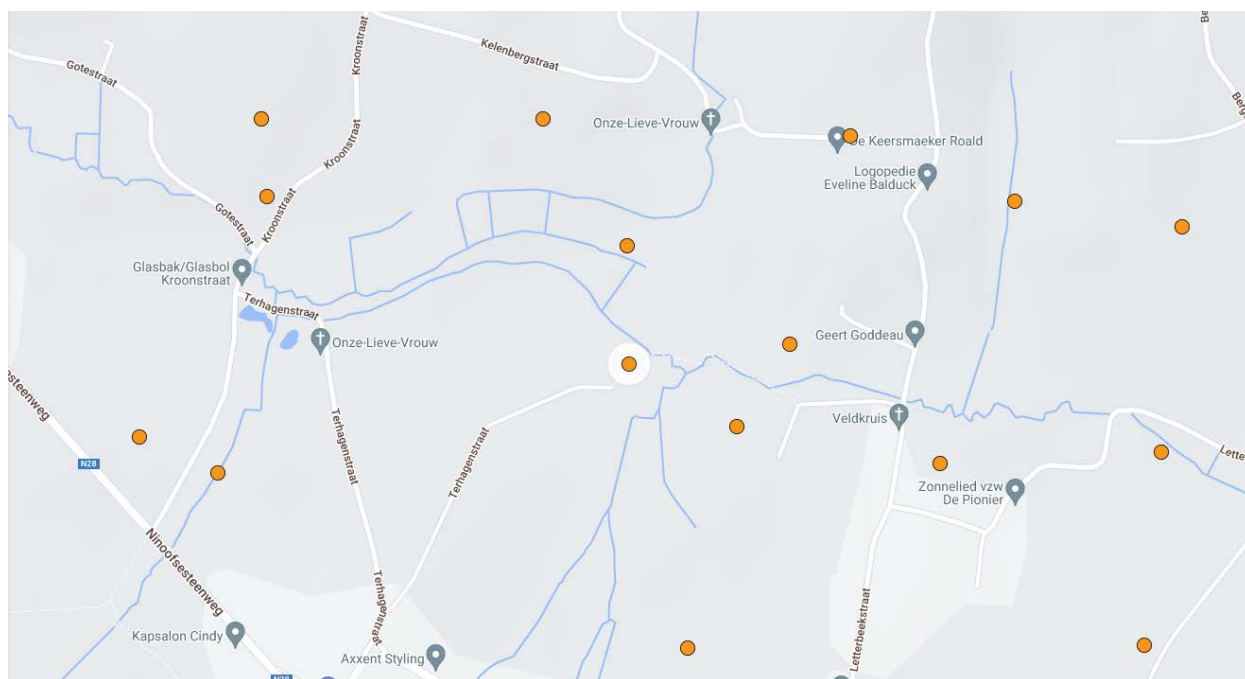 Kelenbergstraat
Kroonstraat
Gotestraat
Onze-Lieve-Vrouw
De Keersmaeker Roald
Logopedie
Eveline Balduck
Kroonstraat
Gotestraat
Kroonstraat
Glasbak/Glasbol
Kroonstraat
Terhagenstraat
Onze-Lieve-Vrouw
Geert Goddeau
Veldkruis
Terhagenstraat
Terhagenstraat
N28
Zonnelied vzw
De Pionier
Ninoofsesteenweg
Terhagenstraat
Letterbeekstraat
Kapsalon Cindy
Axxent Styling
N28